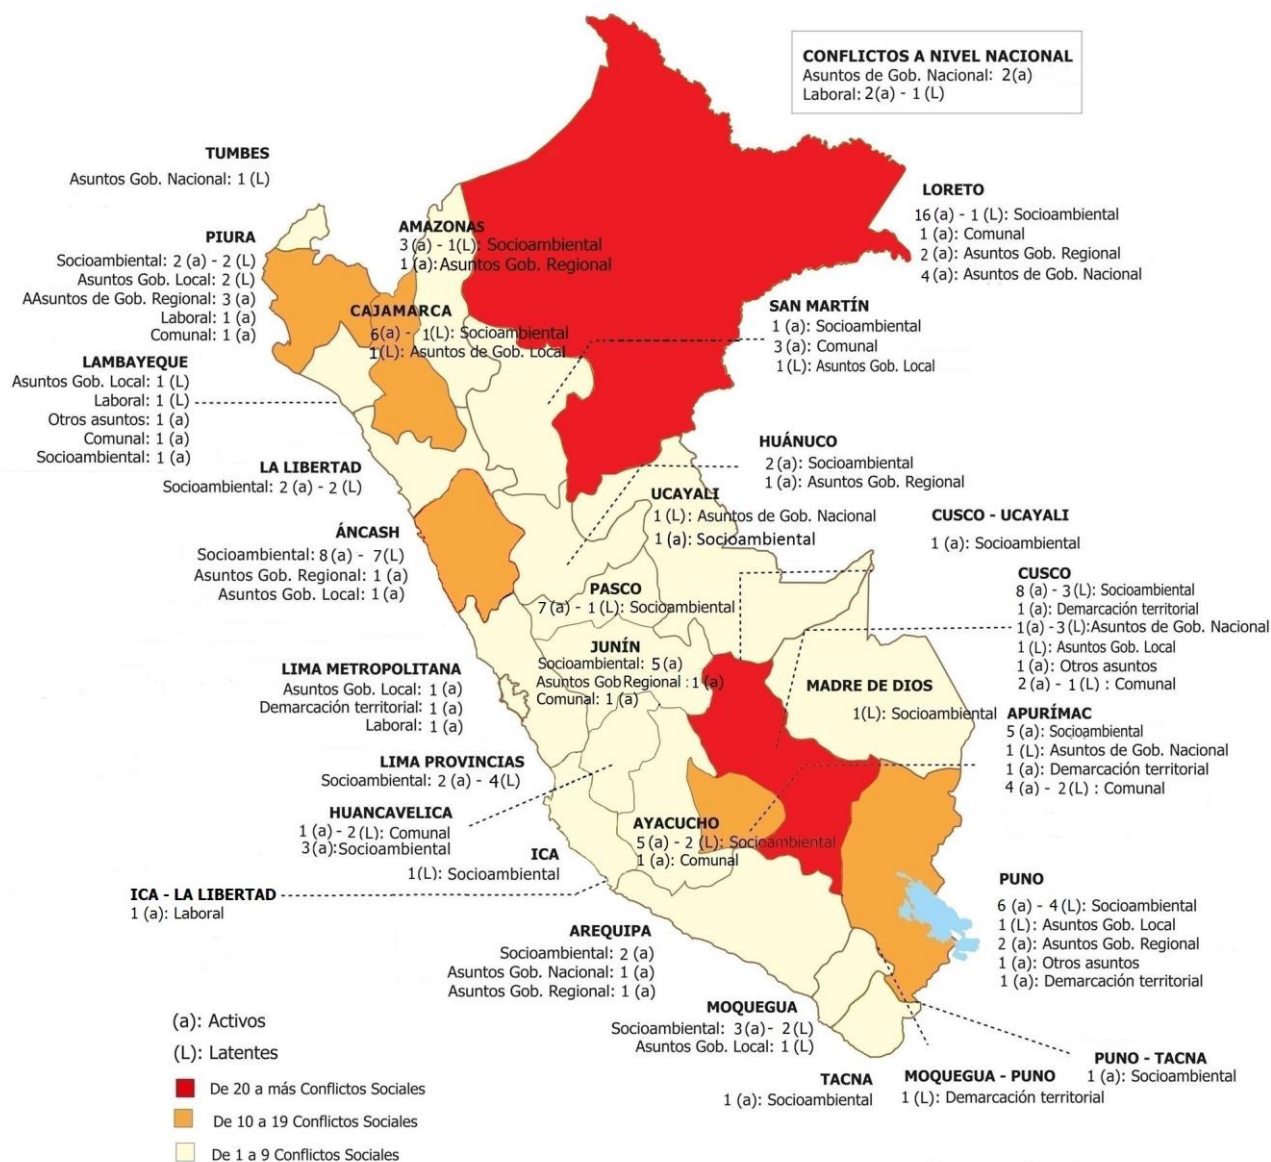 CONFLICTOS A NIVEL NACIONAL
Asuntos de Gob. Nacional: 2(a)
Laboral: 2(a) - 1 (L)
TUMBES
Asuntos Gob. Nacional: 1 (L)
PIURA
Socioambiental: 2 (a) - 2 (L)
Asuntos Gob. Local: 2 (L)
AAsuntos de Gob. Regional: 3 (a)
Laboral: 1 (a)
Comunal: 1 (a)
AMAZONAS
3 (a) - 1(L): Socioambiental
1 (a): Asuntos Gob. Regional
LORETO
16 (a) - 1 (L): Socioambiental
1 (a): Comunal
2 (a): Asuntos Gob. Regional
4 (a): Asuntos de Gob. Nacional
CAJAMARCA
6(a) - 1(L): Socioambiental
1(L): Asuntos de Gob. Local
SAN MARTÍN
1 (a): Socioambiental
3 (a): Comunal
1 (L): Asuntos Gob. Local
LAMBAYEQUE
Asuntos Gob. Local: 1 (L)
Laboral: 1 (L)
Otros asuntos: 1 (a)
Comunal: 1 (a)
Socioambiental: 1 (a)
LA LIBERTAD
Socioambiental: 2 (a) - 2 (L)
HUÁNUCO
2 (a): Socioambiental
1 (a): Asuntos Gob. Regional
UCAYALI
1 (L): Asuntos de Gob. Nacional
1 (a): Socioambiental
CUSCO - UCAYALI
1 (a): Socioambiental
ÁNCASH
Socioambiental: 8 (a) - 7(L)
Asuntos Gob. Regional: 1 (a)
Asuntos Gob. Local: 1 (a)
PASCO
7 (a) - 1 (L): Socioambiental
CUSCO
8 (a) - 3 (L): Socioambiental
1 (a): Demarcación territorial
1(a) - 3(L):Asuntos de Gob. Nacional
1 (L): Asuntos Gob. Local
1 (a): Otros asuntos
2 (a) - 1 (L) : Comunal
JUNÍN
Socioambiental: 5 (a)
Asuntos Gob Regional : 1 (a)
Comunal: 1 (a)
LIMA METROPOLITANA
Asuntos Gob. Local: 1 (a)
Demarcación territorial: 1 (a)
Laboral: 1 (a)
MADRE DE DIOS
1(L): Socioambiental
APURÍMAC
5 (a): Socioambiental
1 (L): Asuntos de Gob. Nacional
1 (a): Demarcación territorial
4 (a) - 2(L) : Comunal
LIMA PROVINCIAS
Socioambiental: 2 (a) - 4(L)
HUANCAVELICA
1 (a) - 2 (L): Comunal
3(a):Socioambiental
AYACUCHO
5(a) - 2 (L): Socioambiental
1 (a): Comunal
ICA
1(L): Socioambiental
ICA - LA LIBERTAD
1 (a): Laboral
PUNO
6 (a) - 4 (L): Socioambiental
1 (L): Asuntos Gob. Local
2 (a): Asuntos Gob. Regional
1 (a): Otros asuntos
1 (a): Demarcación territorial
AREQUIPA
Socioambiental: 2 (a)
Asuntos Gob. Nacional: 1 (a)
Asuntos Gob. Regional: 1 (a)
MOQUEGUA
Socioambiental: 3(a) - 2 (L)
Asuntos Gob. Local: 1 (L)
TACNA
1 (a): Socioambiental
MOQUEGUA - PUNO
1 (L): Demarcación territorial
PUNO - TACNA
1 (a): Socioambiental
(a): Activos
(L): Latentes
De 20 a más Conflictos Sociales
De 10 a 19 Conflictos Sociales
De 1 a 9 Conflictos Sociales